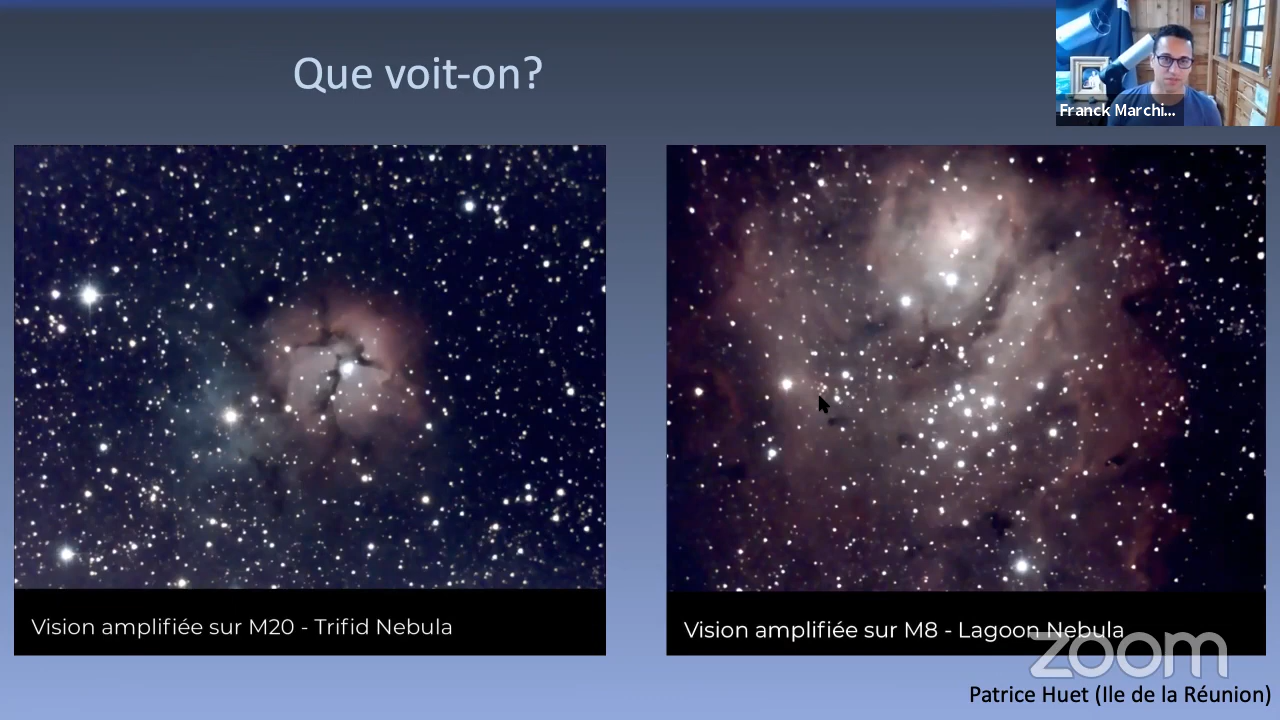 Que voit-on?
Franck Marchi...
Vision amplifiée sur M20 - Trifid Nebula
Vision amplifiée sur M8 - Lagoon Nebula
zoom
Patrice Huet (Ile de la Réunion)